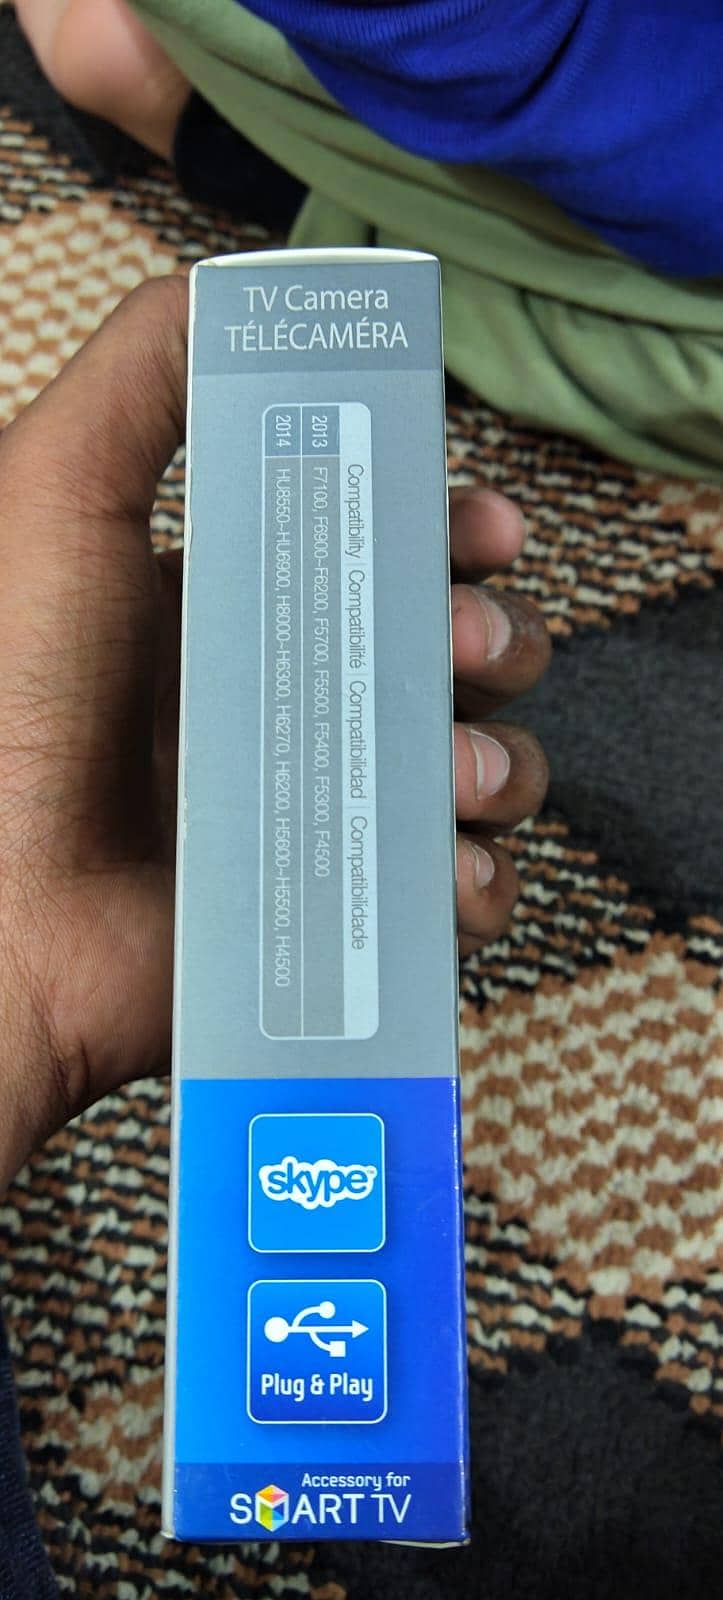 TV Camera
TÉLÉCAMÉRA
Compatibility | Compatibilité | Compatibilidad | Compatibilidade
2013 F7100, F6900~F6200, F5700, F5500, F5400, F5300, F4500
2014 HU8550~HU6900, H8000~H6300, H6270, H6200, H5600~H5500, H4500
skype™
Plug & Play
Accessory for
SMART TV